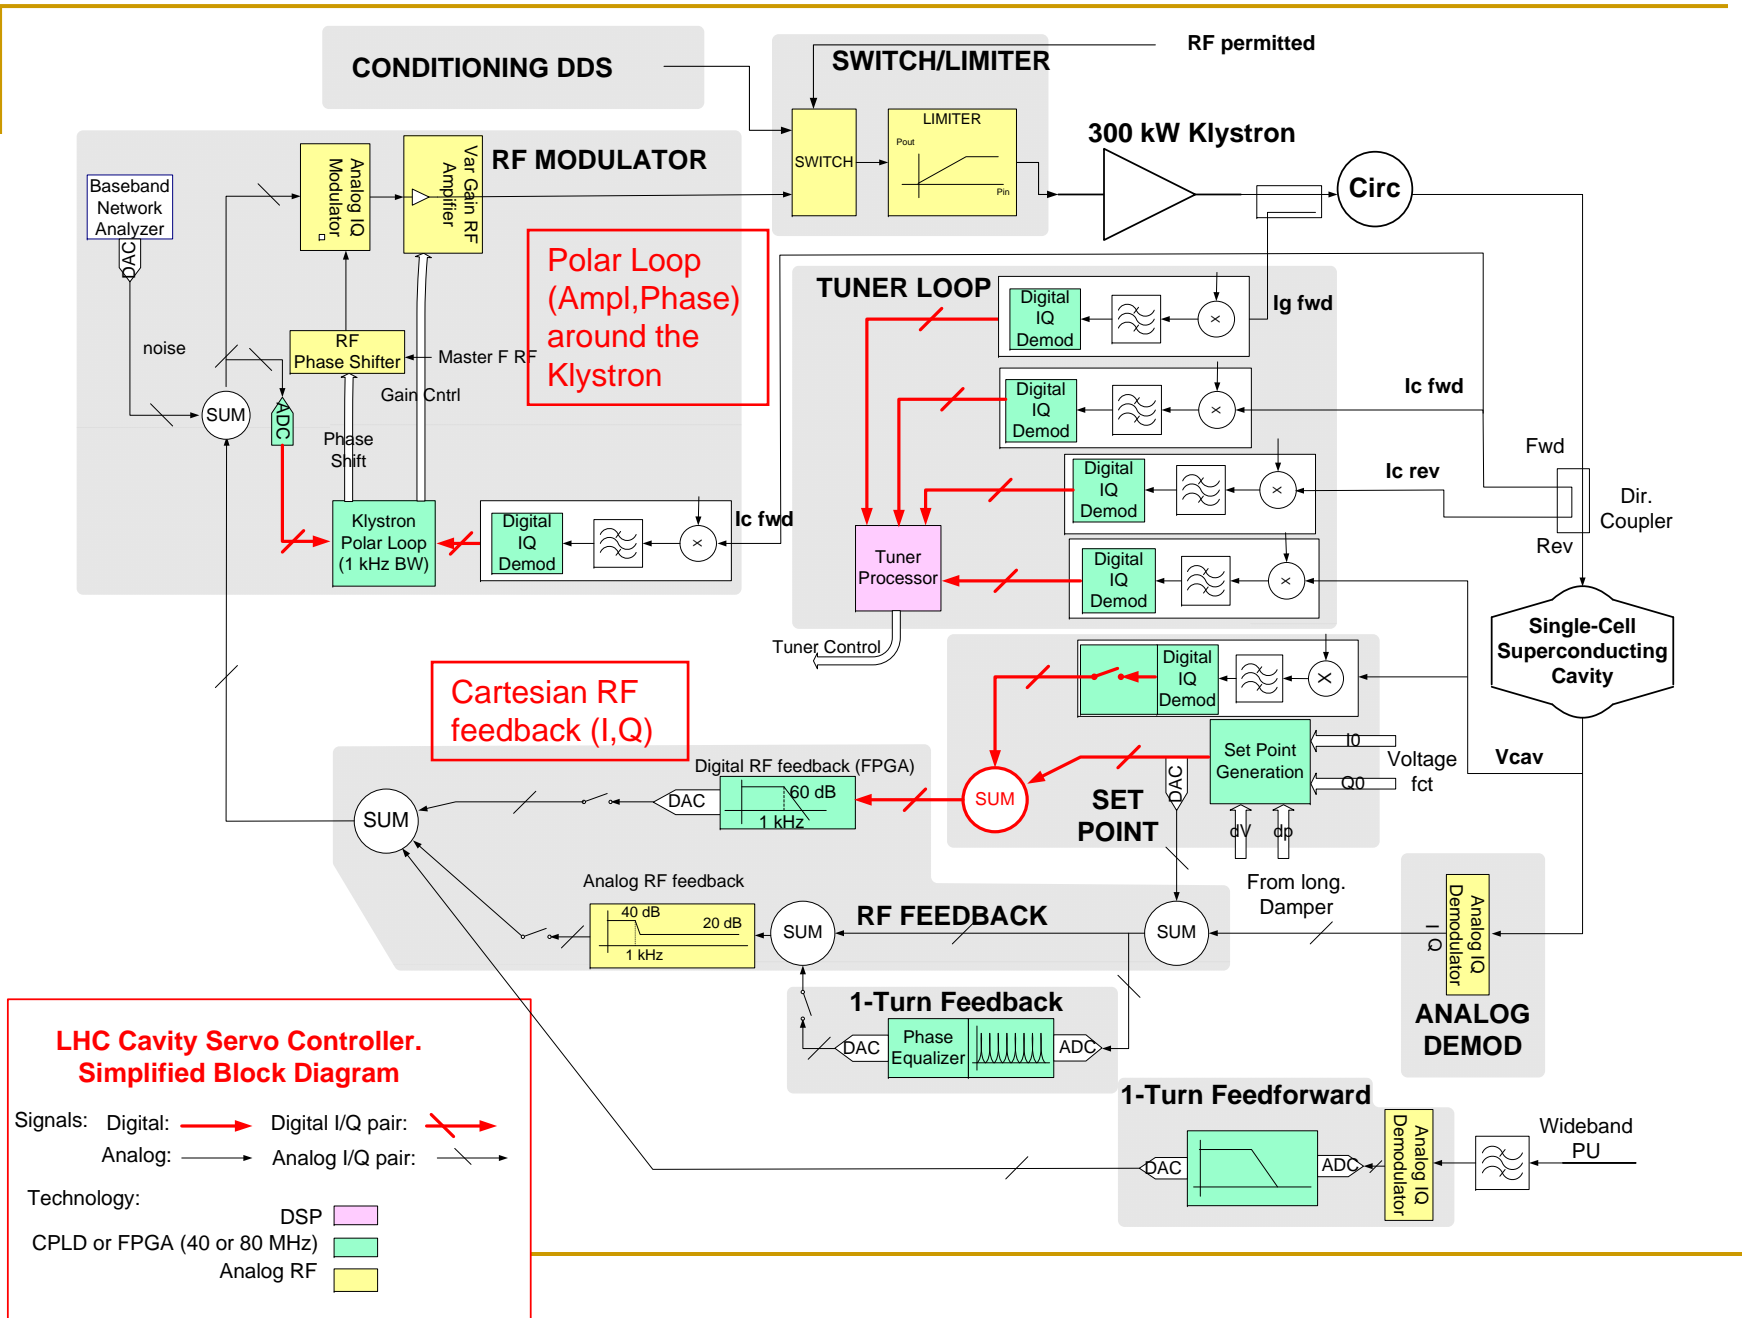 CONDITIONING DDS
SWITCH/LIMITER
RF permitted
SWITCH
LIMITER
Pout
Pin
300 kW Klystron
Circ
RF MODULATOR
Baseband
Network
Analyzer
DAC
Analog IQ
Modulator
Var Gain RF
Ampifier
noise
RF
Phase Shifter
Master F RF
Gain Cntrl
SUM
ADC
Phase
Shift
Klystron
Polar Loop
(1 kHz BW)
Digital
IQ
Demod
X
Ic fwd
Polar Loop
(Ampl,Phase)
around the
Klystron
TUNER LOOP
Digital
IQ
Demod
X
Ig fwd
Digital
IQ
Demod
X
Ic fwd
Digital
IQ
Demod
X
Ic rev
Digital
IQ
Demod
X
Tuner
Processor
Tuner Control
Fwd
Dir.
Coupler
Rev
Single-Cell
Superconducting
Cavity
Vcav
Cartesian RF
feedback (I,Q)
Digital
IQ
Demod
X
Set Point
Generation
I0
Q0
Voltage
fct
dV
dp
DAC
SUM
SET
POINT
From long.
Damper
Digital RF feedback (FPGA)
DAC
60 dB
1 kHz
SUM
Analog RF feedback
40 dB
20 dB
1 kHz
SUM
RF FEEDBACK
SUM
I Q
Analog IQ
Demodulator
ANALOG
DEMOD
1-Turn Feedback
DAC
Phase
Equalizer
ADC
1-Turn Feedforward
DAC
ADC
Analog IQ
Demodulator
Wideband
PU
LHC Cavity Servo Controller.
Simplified Block Diagram
Signals:
Digital:
Digital I/Q pair:
Analog:
Analog I/Q pair:
Technology:
DSP
CPLD or FPGA (40 or 80 MHz)
Analog RF